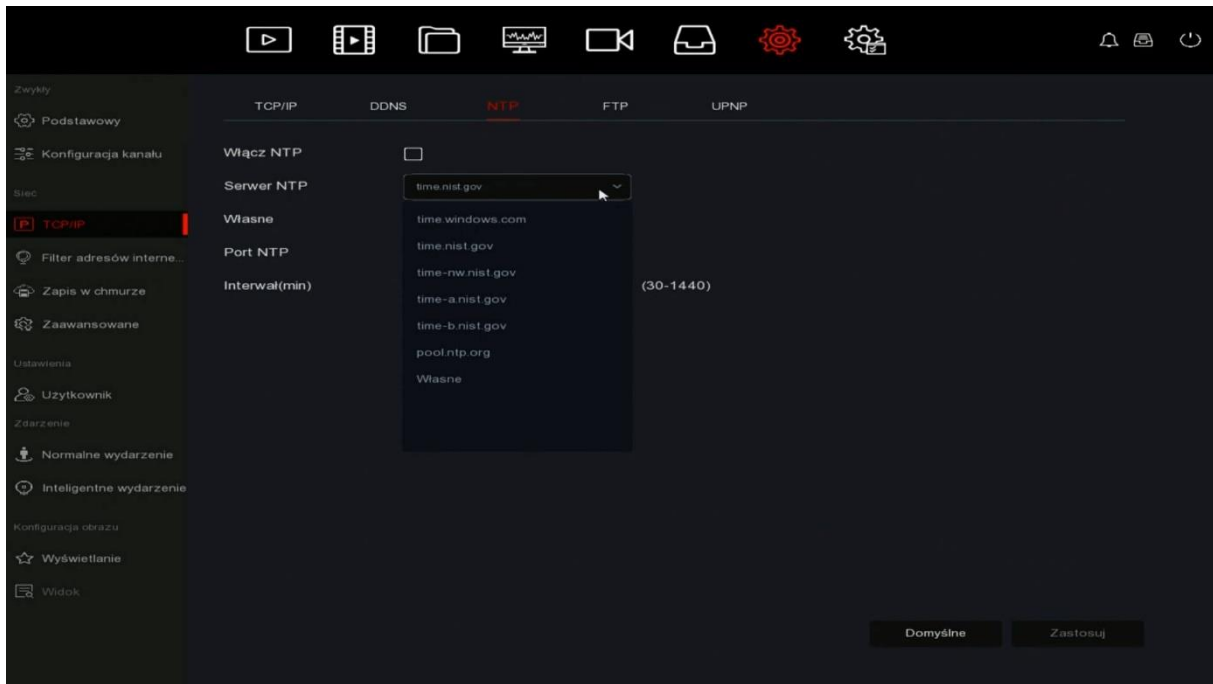 Zwykły
Podstawowy
Konfiguracja kanału
Siec
TCP/IP
Filter adresów interne...
Zapis w chmurze
Zaawansowane
Ustawienia
Użytkownik
Zdarzenie
Normalne wydarzenie
Inteligentne wydarzenie
Konfiguracja obrazu
Wyświetlanie
Widok
TCP/IP DDNS NTP FTP UPNP
Włącz NTP
Serwer NTP time.nist.gov
Własne
Port NTP
Interwał(min) (30-1440)
time.windows.com
time.nist.gov
time-nw.nist.gov
time-a.nist.gov
time-b.nist.gov
pool.ntp.org
Własne
Domyślne Zastosuj